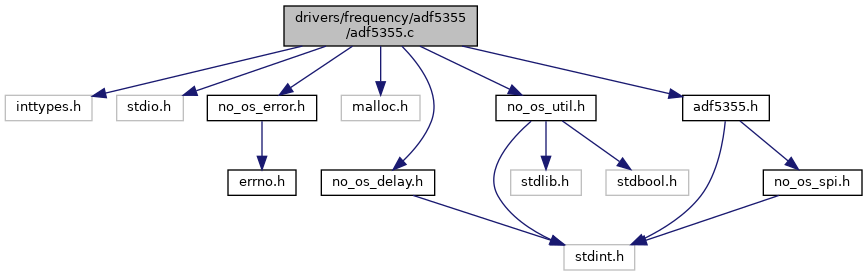 drivers/frequency/adf5355
/adf5355.c
inttypes.h
stdio.h
no_os_error.h
malloc.h
no_os_util.h
adf5355.h
errno.h
no_os_delay.h
stdlib.h
stdbool.h
no_os_spi.h
stdint.h